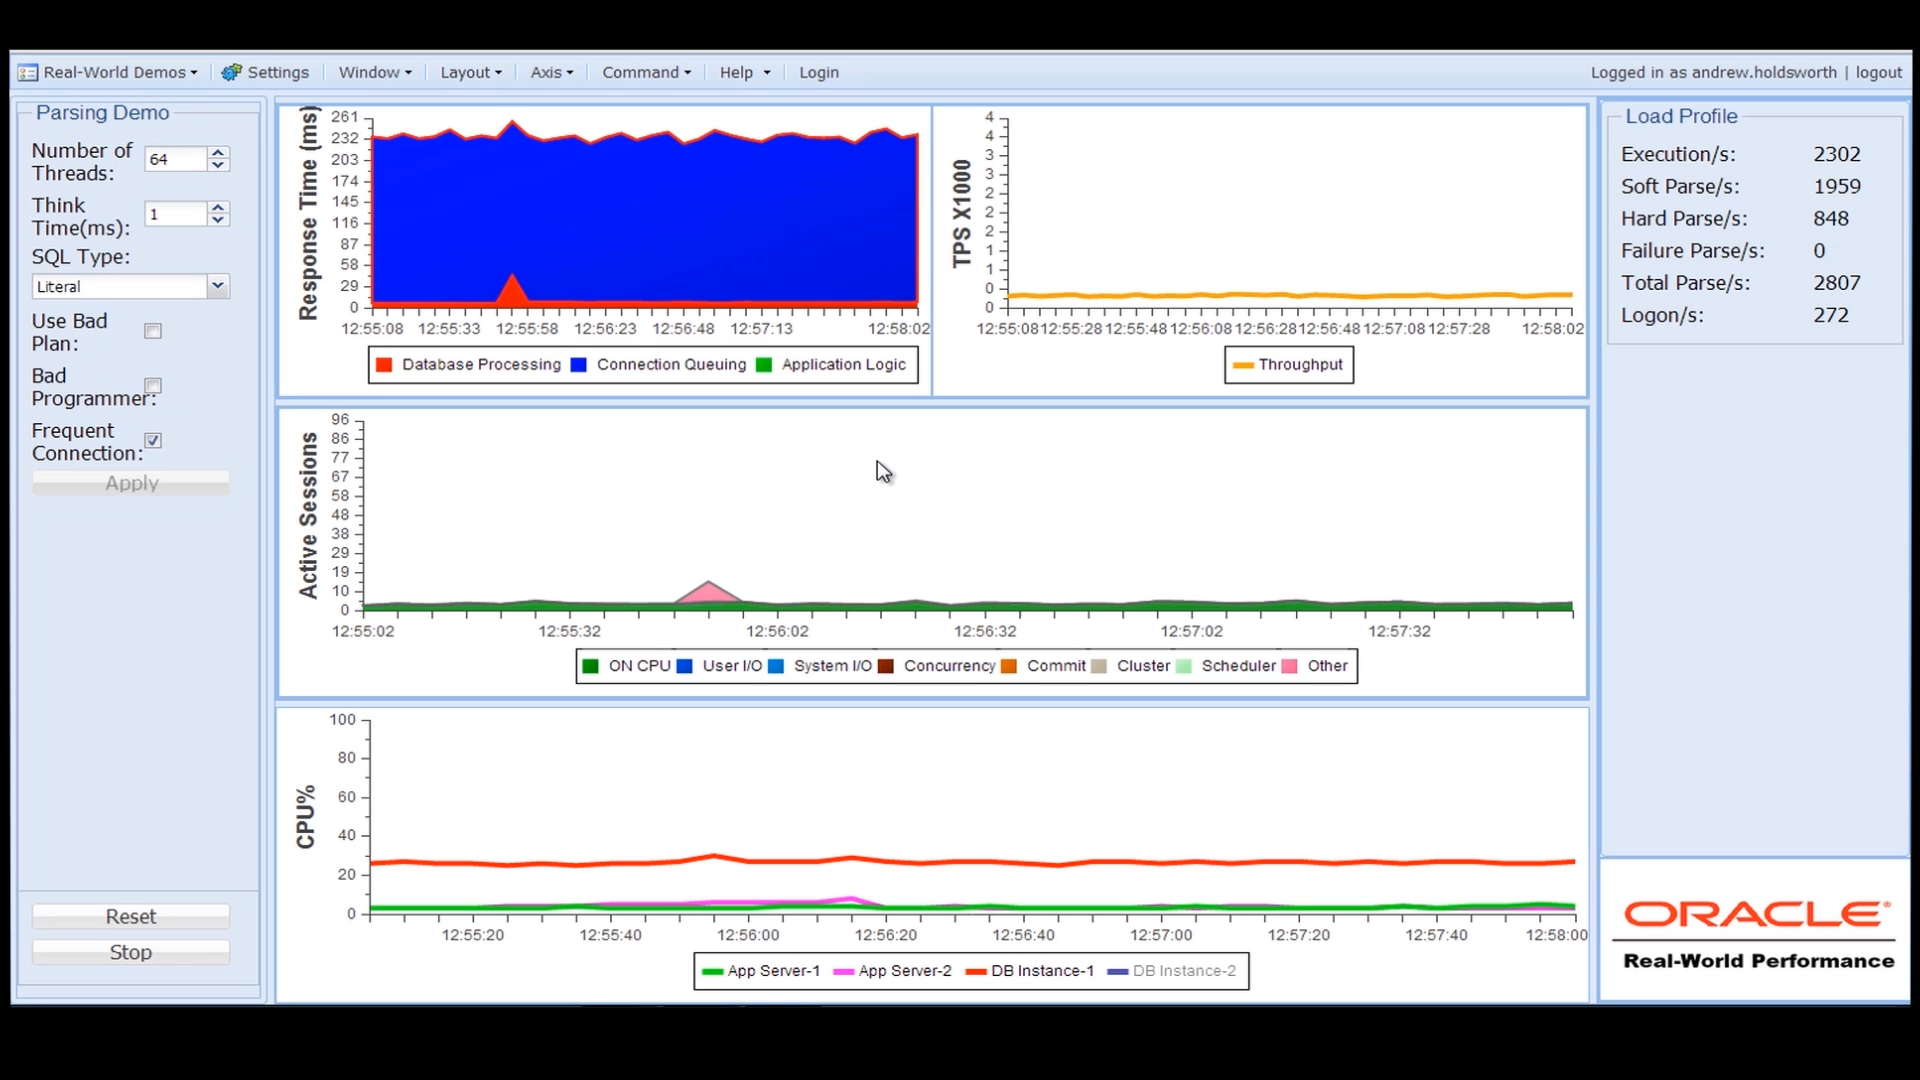 Real-World Demos Settings Window Layout Axis Command Help Login Logged in as andrew.holdsworth | logout
Parsing Demo
Number of
Threads: 64
Think
Time(ms): 1
SQL Type:
Literal
Use Bad
Plan:
Bad
Programmer:
Frequent
Connection:
Apply
Reset
Stop
Response Time (ms)
261
232
203
174
145
116
87
58
29
0
12:55:08 12:55:33 12:55:58 12:56:23 12:56:48 12:57:13 12:58:02
Database Processing Connection Queuing Application Logic
TPS X1000
4
4
3
3
2
2
2
1
1
0
0
12:55:08 12:55:28 12:55:48 12:56:08 12:56:28 12:56:48 12:57:08 12:57:28 12:58:02
Throughput
Active Sessions
96
86
77
67
58
48
38
29
19
10
0
12:55:02 12:55:32 12:56:02 12:56:32 12:57:02 12:57:32
ON CPU User I/O System I/O Concurrency Commit Cluster Scheduler Other
CPU%
100
80
60
40
20
0
12:55:20 12:55:40 12:56:00 12:56:20 12:56:40 12:57:00 12:57:20 12:57:40 12:58:00
App Server-1 App Server-2 DB Instance-1 DB Instance-2
Load Profile
Execution/s: 2302
Soft Parse/s: 1959
Hard Parse/s: 848
Failure Parse/s: 0
Total Parse/s: 2807
Logon/s: 272
ORACLE®
Real-World Performance